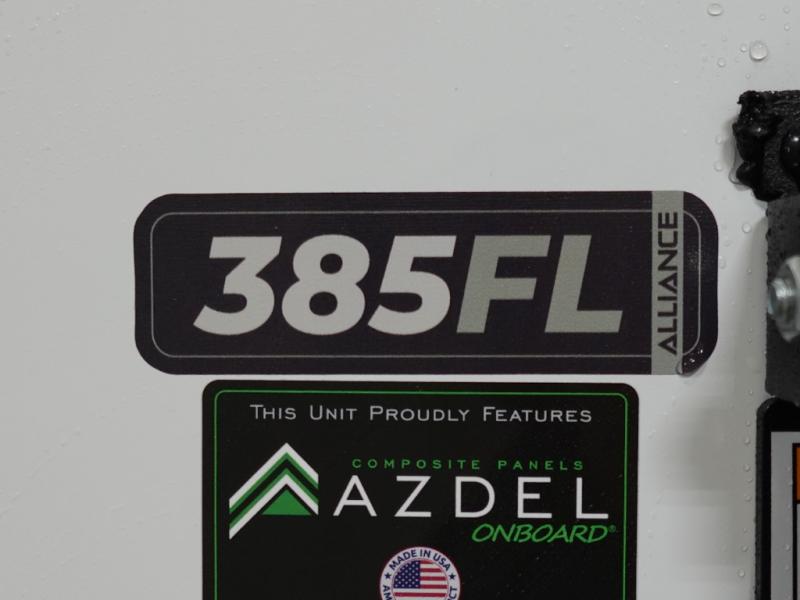 385FL
ALLIANCE
This Unit Proudly Features
COMPOSITE PANELS
AZDEL
ONBOARD®
MADE IN USA